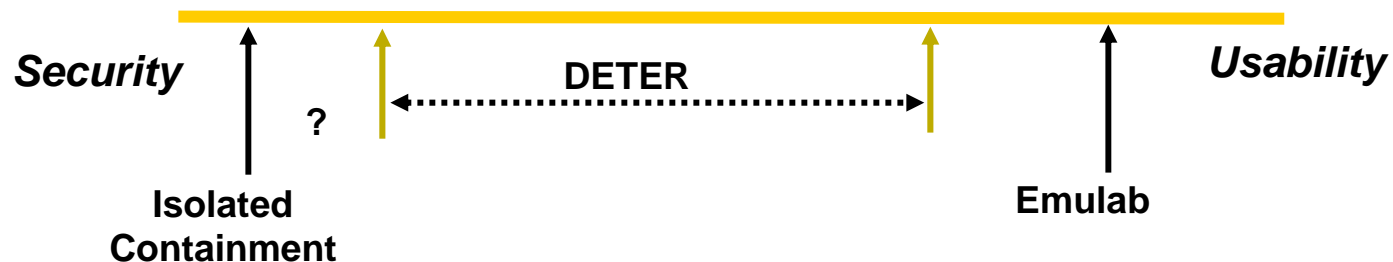 Security
Usability
DETER
?
Isolated
Containment
Emulab